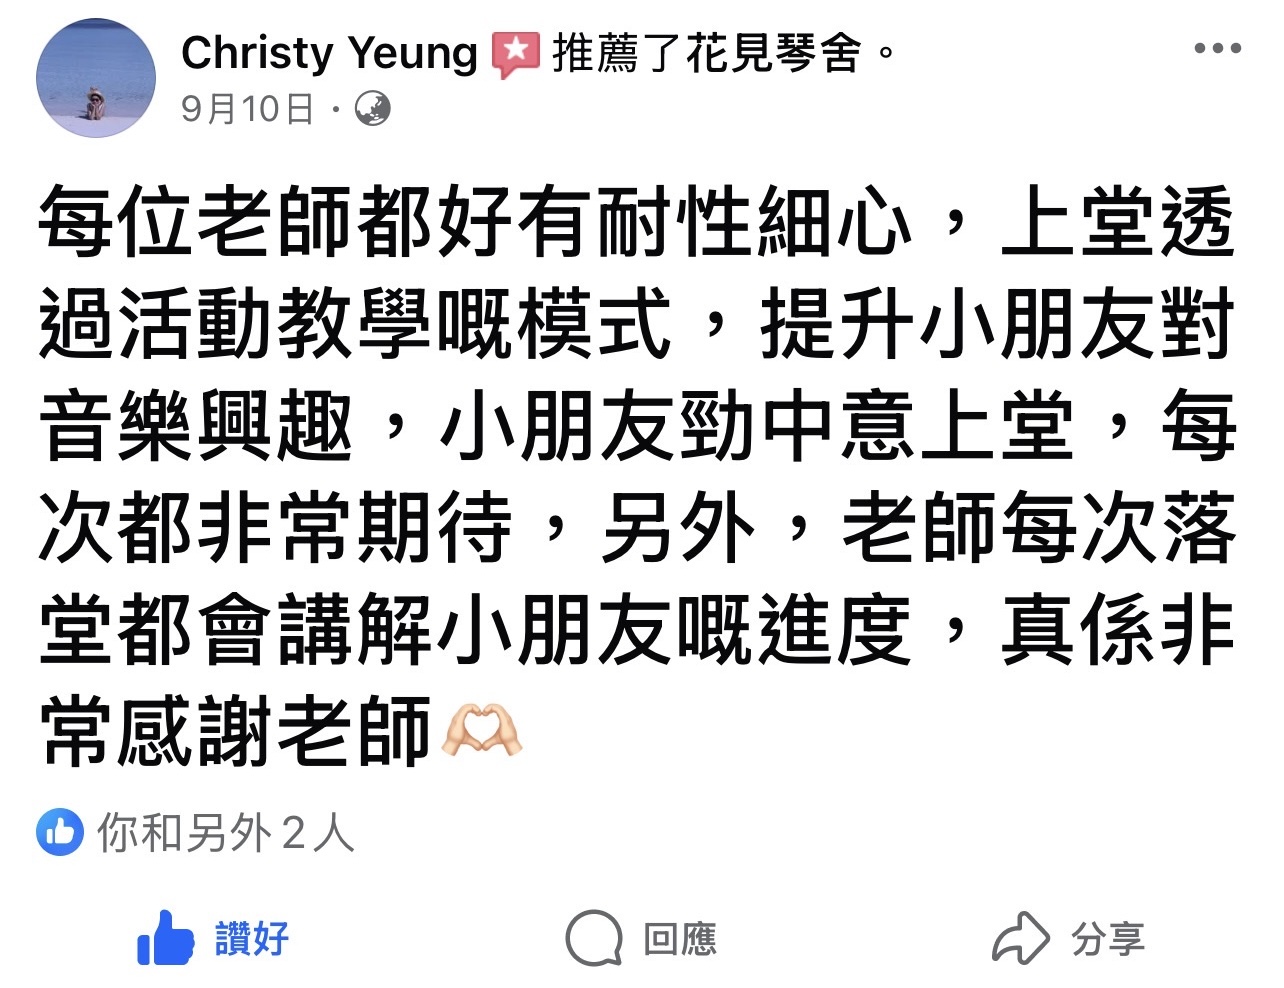 Christy Yeung 推薦了花見琴舍。
9月10日 ·
每位老師都好有耐性細心，上堂透
過活動教學嘅模式，提升小朋友對
音樂興趣，小朋友勁中意上堂，每
次都非常期待，另外，老師每次落
堂都會講解小朋友嘅進度，真係非
常感謝老師🫶🏻
你和另外2人
讚好 回應 分享